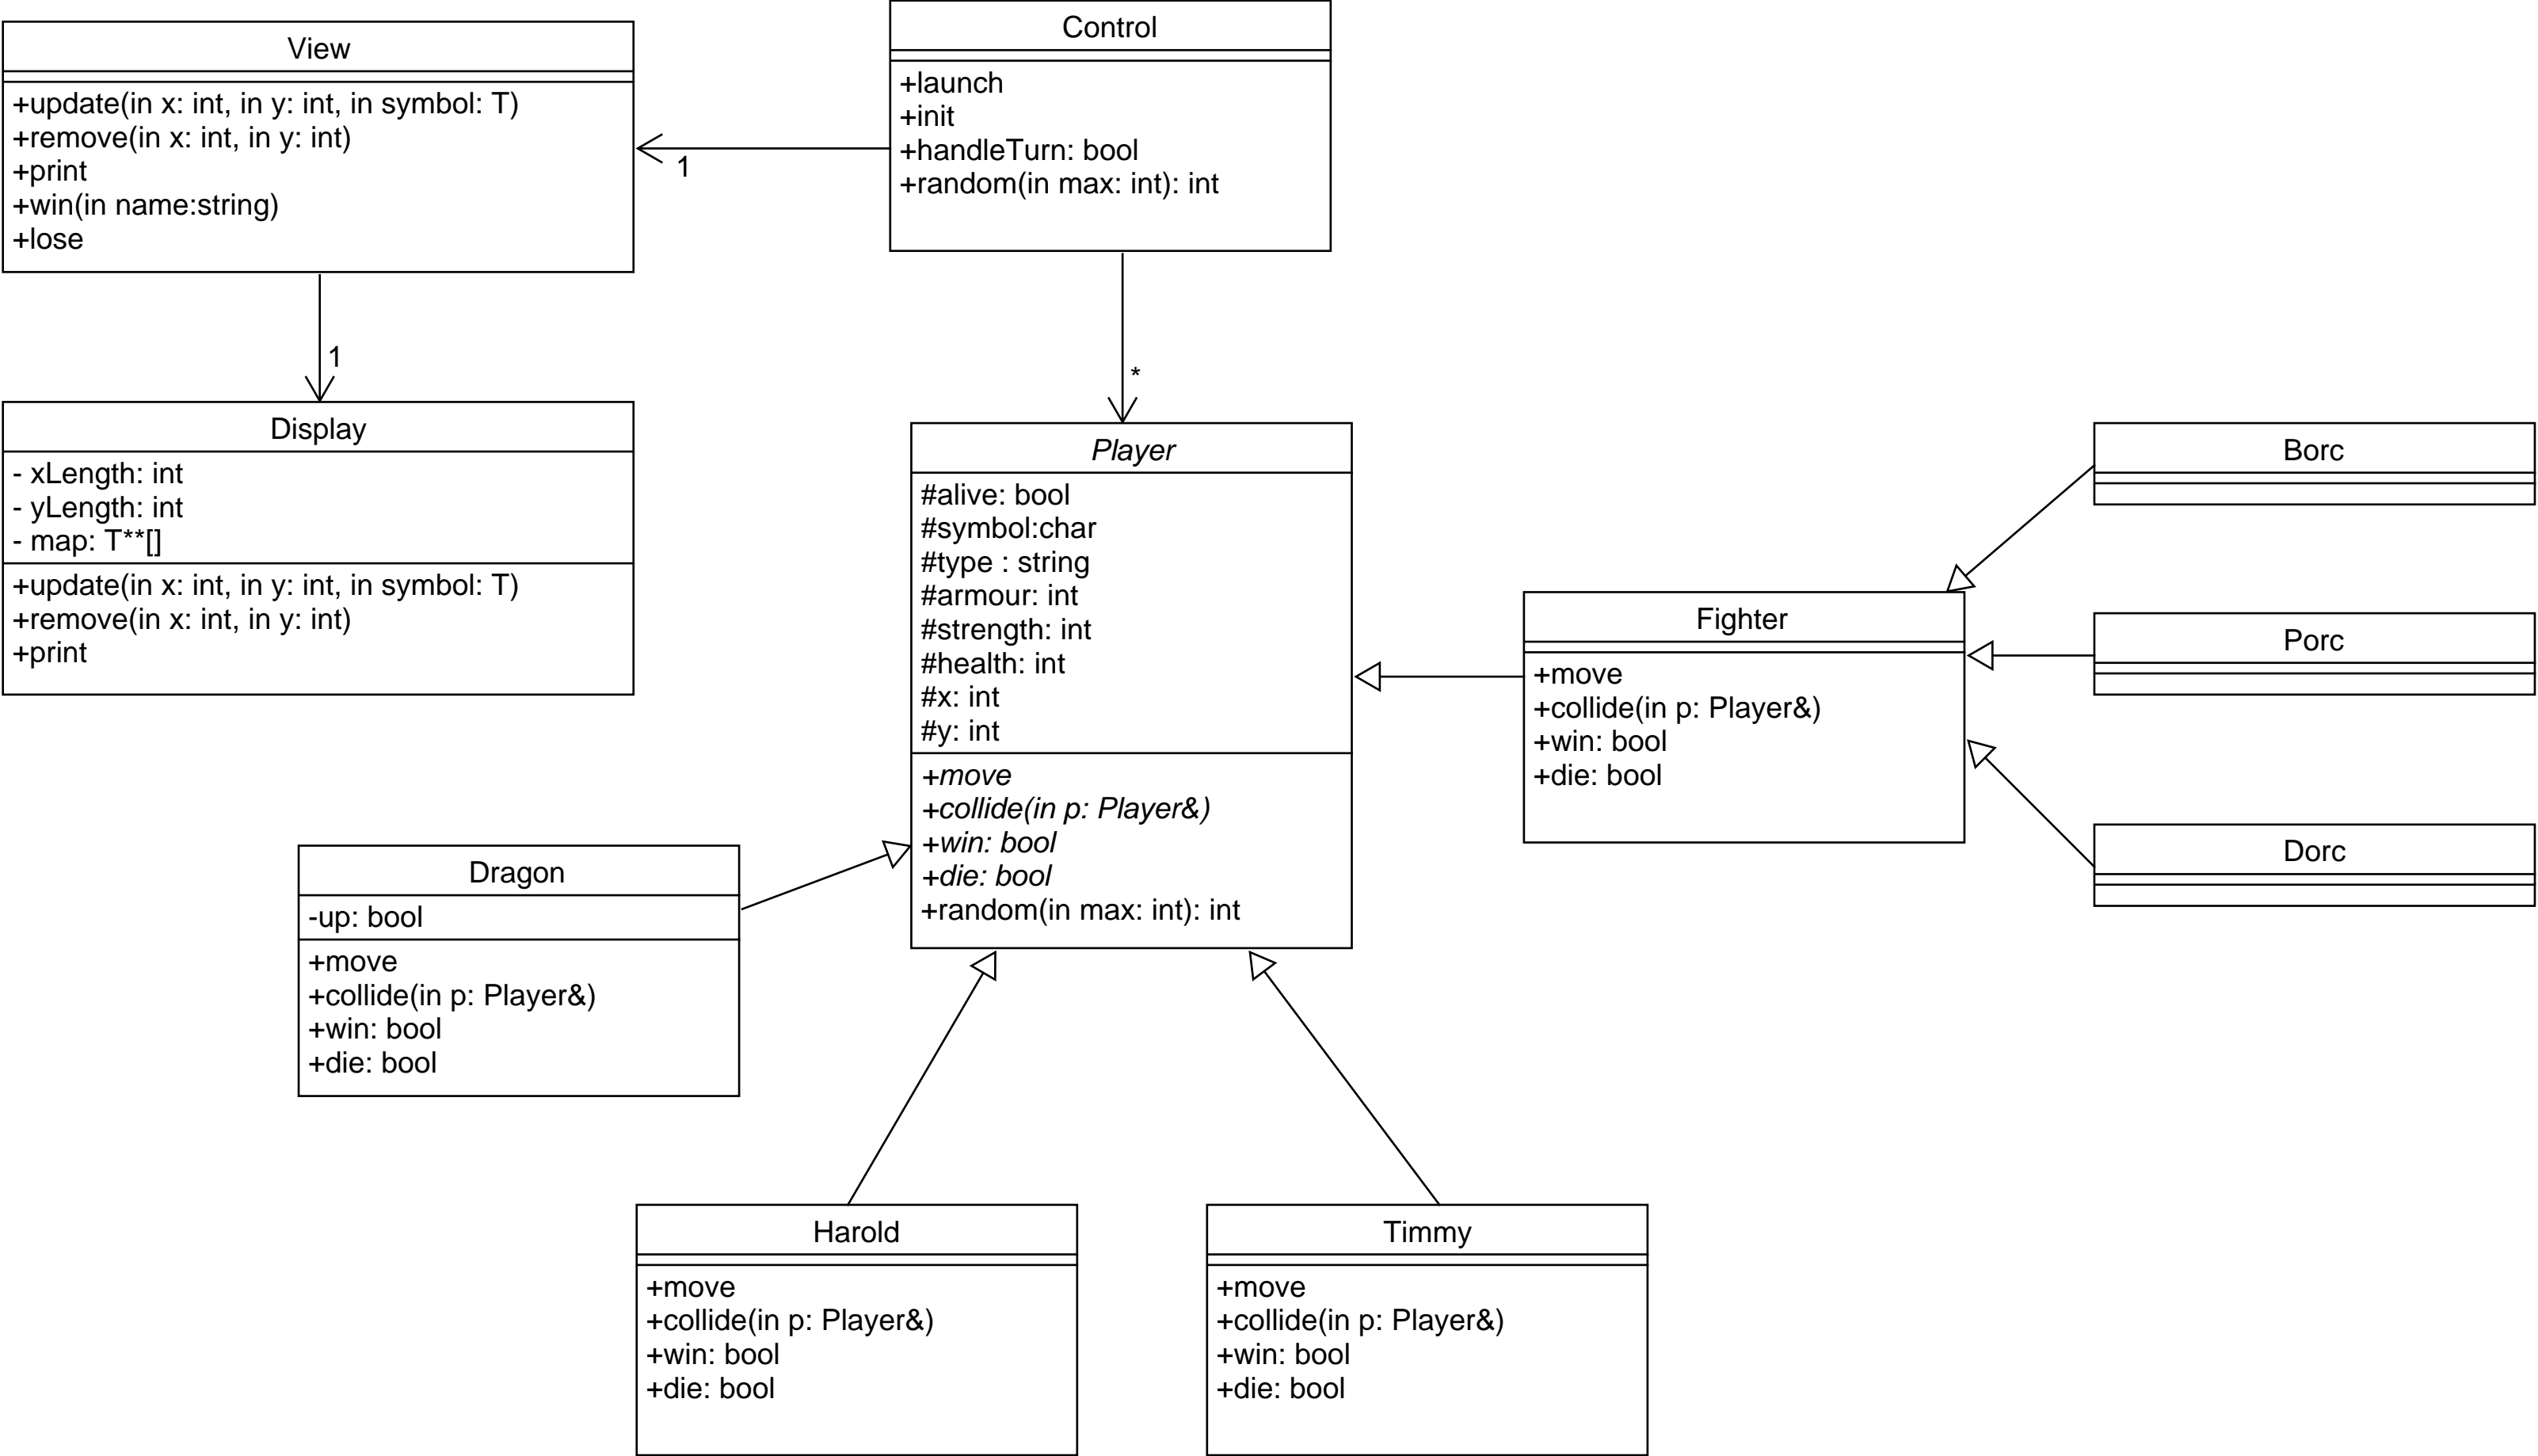 View
+update(in x: int, in y: int, in symbol: T)
+remove(in x: int, in y: int)
+print
+win(in name:string)
+lose
Control
+launch
+init
+handleTurn: bool
+random(in max: int): int
1
1
*
Display
- xLength: int
- yLength: int
- map: T**[]
+update(in x: int, in y: int, in symbol: T)
+remove(in x: int, in y: int)
+print
Player
#alive: bool
#symbol:char
#type : string
#armour: int
#strength: int
#health: int
#x: int
#y: int
+move
+collide(in p: Player&)
+win: bool
+die: bool
+random(in max: int): int
Fighter
+move
+collide(in p: Player&)
+win: bool
+die: bool
Borc
Porc
Dorc
Dragon
-up: bool
+move
+collide(in p: Player&)
+win: bool
+die: bool
Harold
+move
+collide(in p: Player&)
+win: bool
+die: bool
Timmy
+move
+collide(in p: Player&)
+win: bool
+die: bool